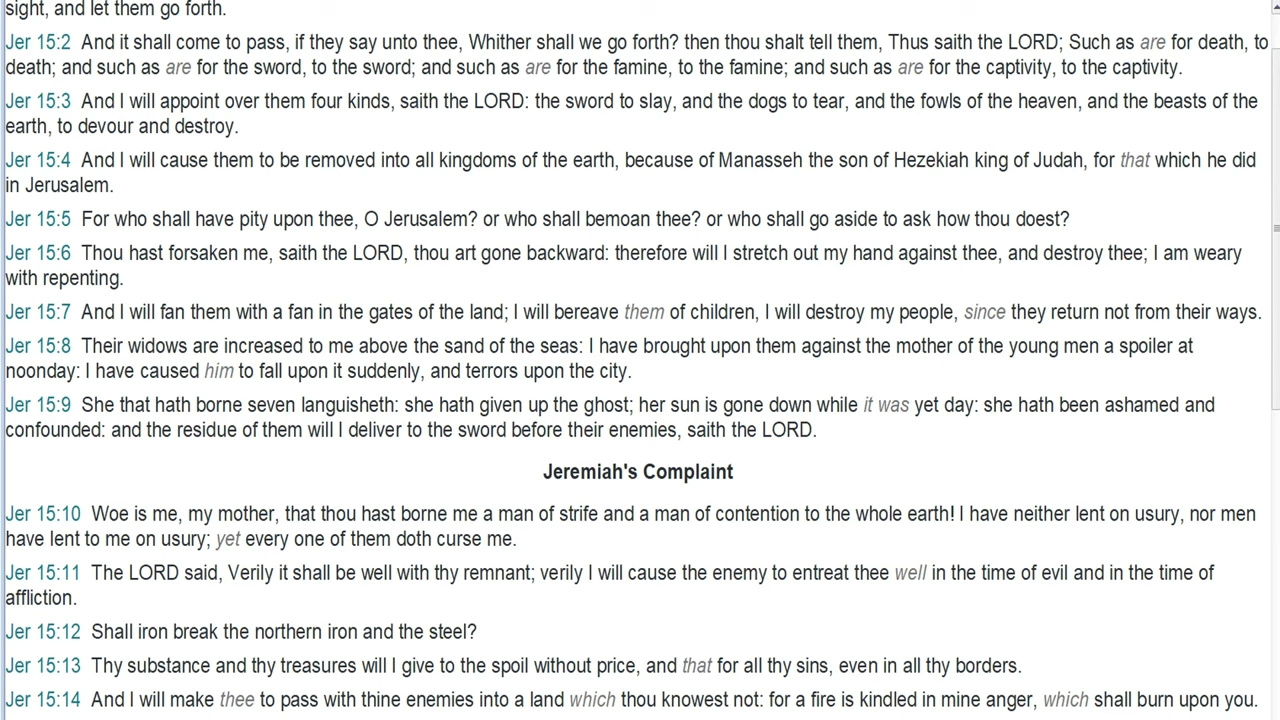 sight, and let them go forth.
Jer 15:2 And it shall come to pass, if they say unto thee, Whither shall we go forth? then thou shalt tell them, Thus saith the LORD; Such as are for death, to
death; and such as are for the sword, to the sword; and such as are for the famine, to the famine; and such as are for the captivity, to the captivity.
Jer 15:3 And I will appoint over them four kinds, saith the LORD: the sword to slay, and the dogs to tear, and the fowls of the heaven, and the beasts of the
earth, to devour and destroy.
Jer 15:4 And I will cause them to be removed into all kingdoms of the earth, because of Manasseh the son of Hezekiah king of Judah, for that which he did
in Jerusalem.
Jer 15:5 For who shall have pity upon thee, O Jerusalem? or who shall bemoan thee? or who shall go aside to ask how thou doest?
Jer 15:6 Thou hast forsaken me, saith the LORD, thou art gone backward: therefore will I stretch out my hand against thee, and destroy thee; I am weary
with repenting.
Jer 15:7 And I will fan them with a fan in the gates of the land; I will bereave them of children, I will destroy my people, since they return not from their ways.
Jer 15:8 Their widows are increased to me above the sand of the seas: I have brought upon them against the mother of the young men a spoiler at
noonday: I have caused him to fall upon it suddenly, and terrors upon the city.
Jer 15:9 She that hath borne seven languisheth: she hath given up the ghost; her sun is gone down while it was yet day: she hath been ashamed and
confounded: and the residue of them will I deliver to the sword before their enemies, saith the LORD.
Jeremiah's Complaint
Jer 15:10 Woe is me, my mother, that thou hast borne me a man of strife and a man of contention to the whole earth! I have neither lent on usury, nor men
have lent to me on usury; yet every one of them doth curse me.
Jer 15:11 The LORD said, Verily it shall be well with thy remnant; verily I will cause the enemy to entreat thee well in the time of evil and in the time of
affliction.
Jer 15:12 Shall iron break the northern iron and the steel?
Jer 15:13 Thy substance and thy treasures will I give to the spoil without price, and that for all thy sins, even in all thy borders.
Jer 15:14 And I will make thee to pass with thine enemies into a land which thou knowest not: for a fire is kindled in mine anger, which shall burn upon you.